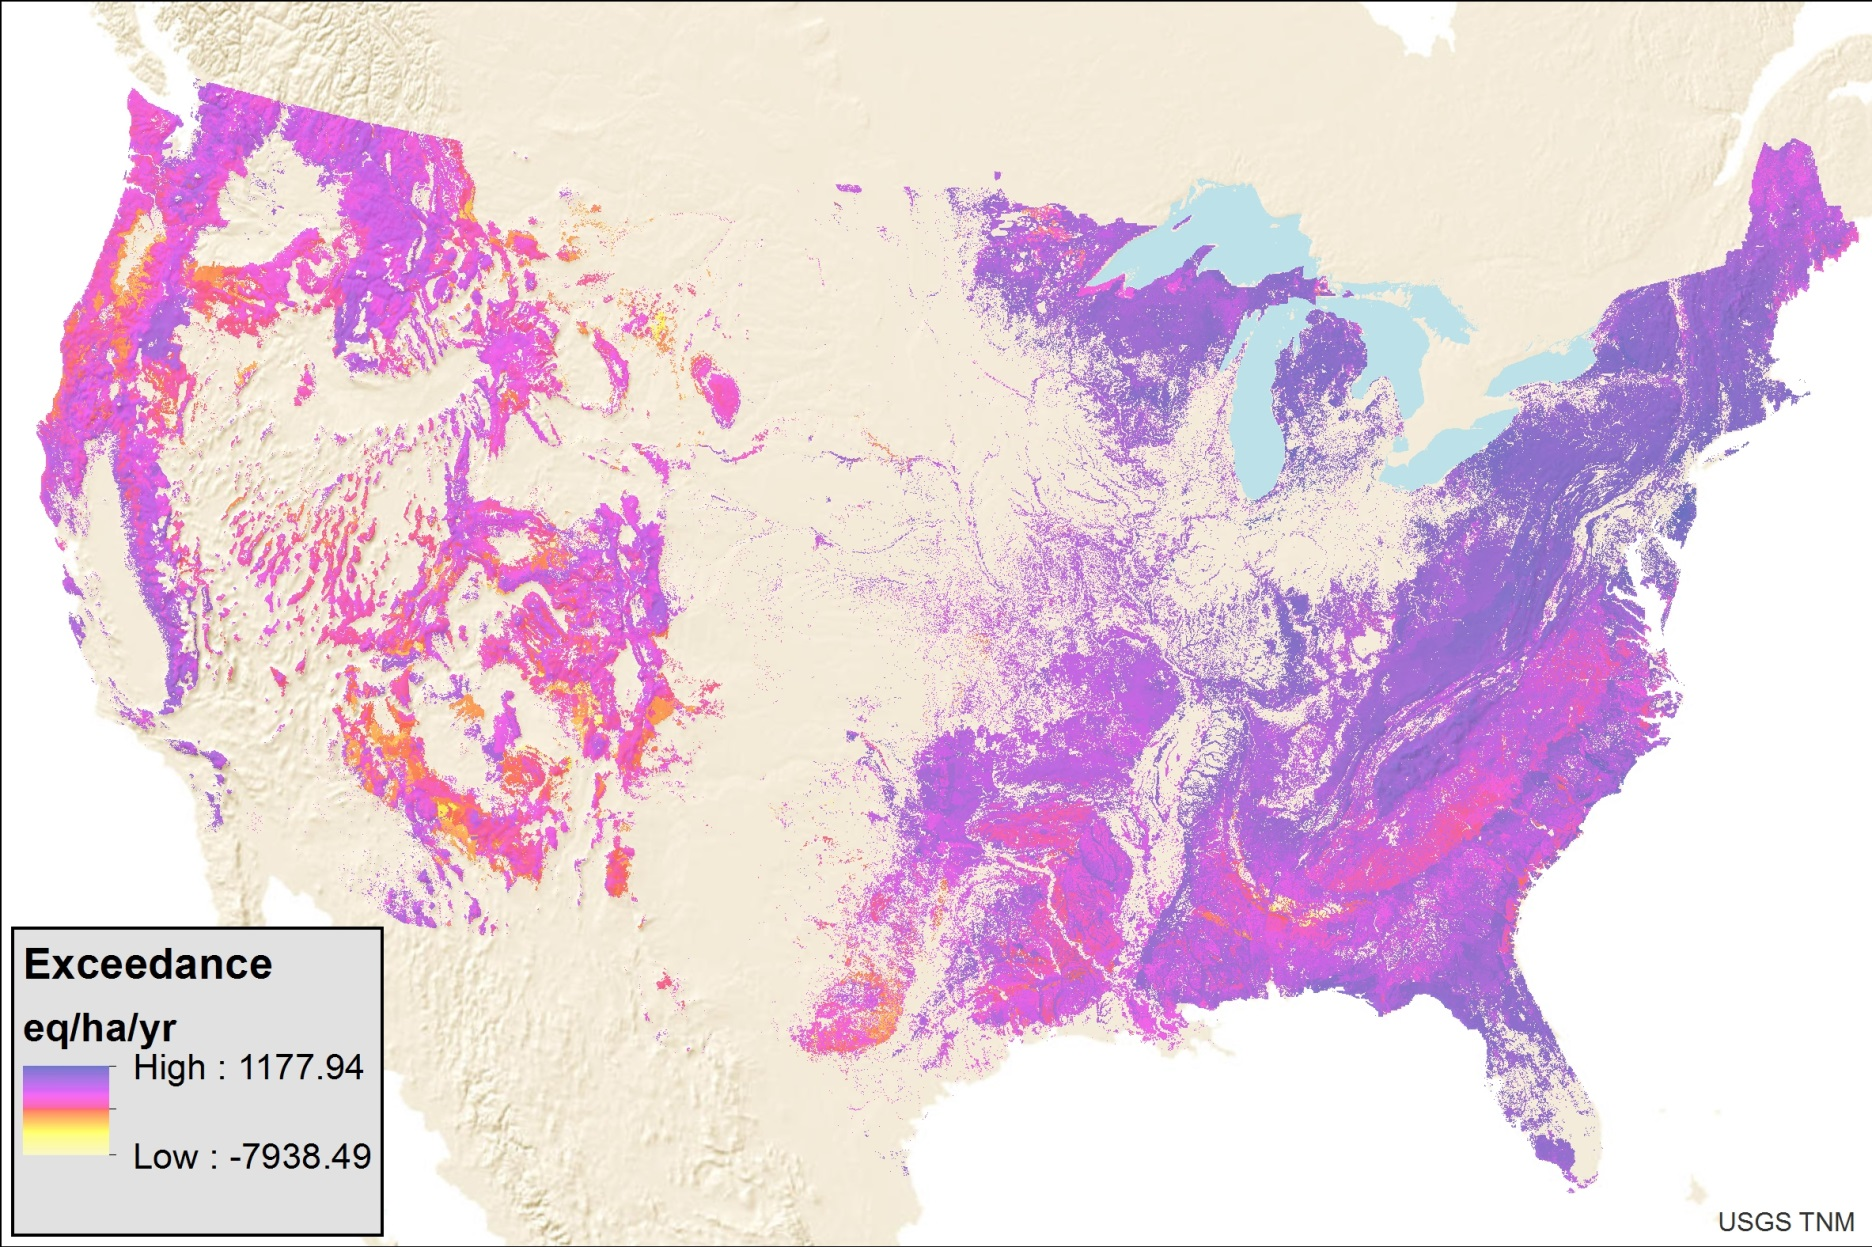 Exceedance
eq/ha/yr
High : 1177.94
Low : -7938.49
USGS TNM